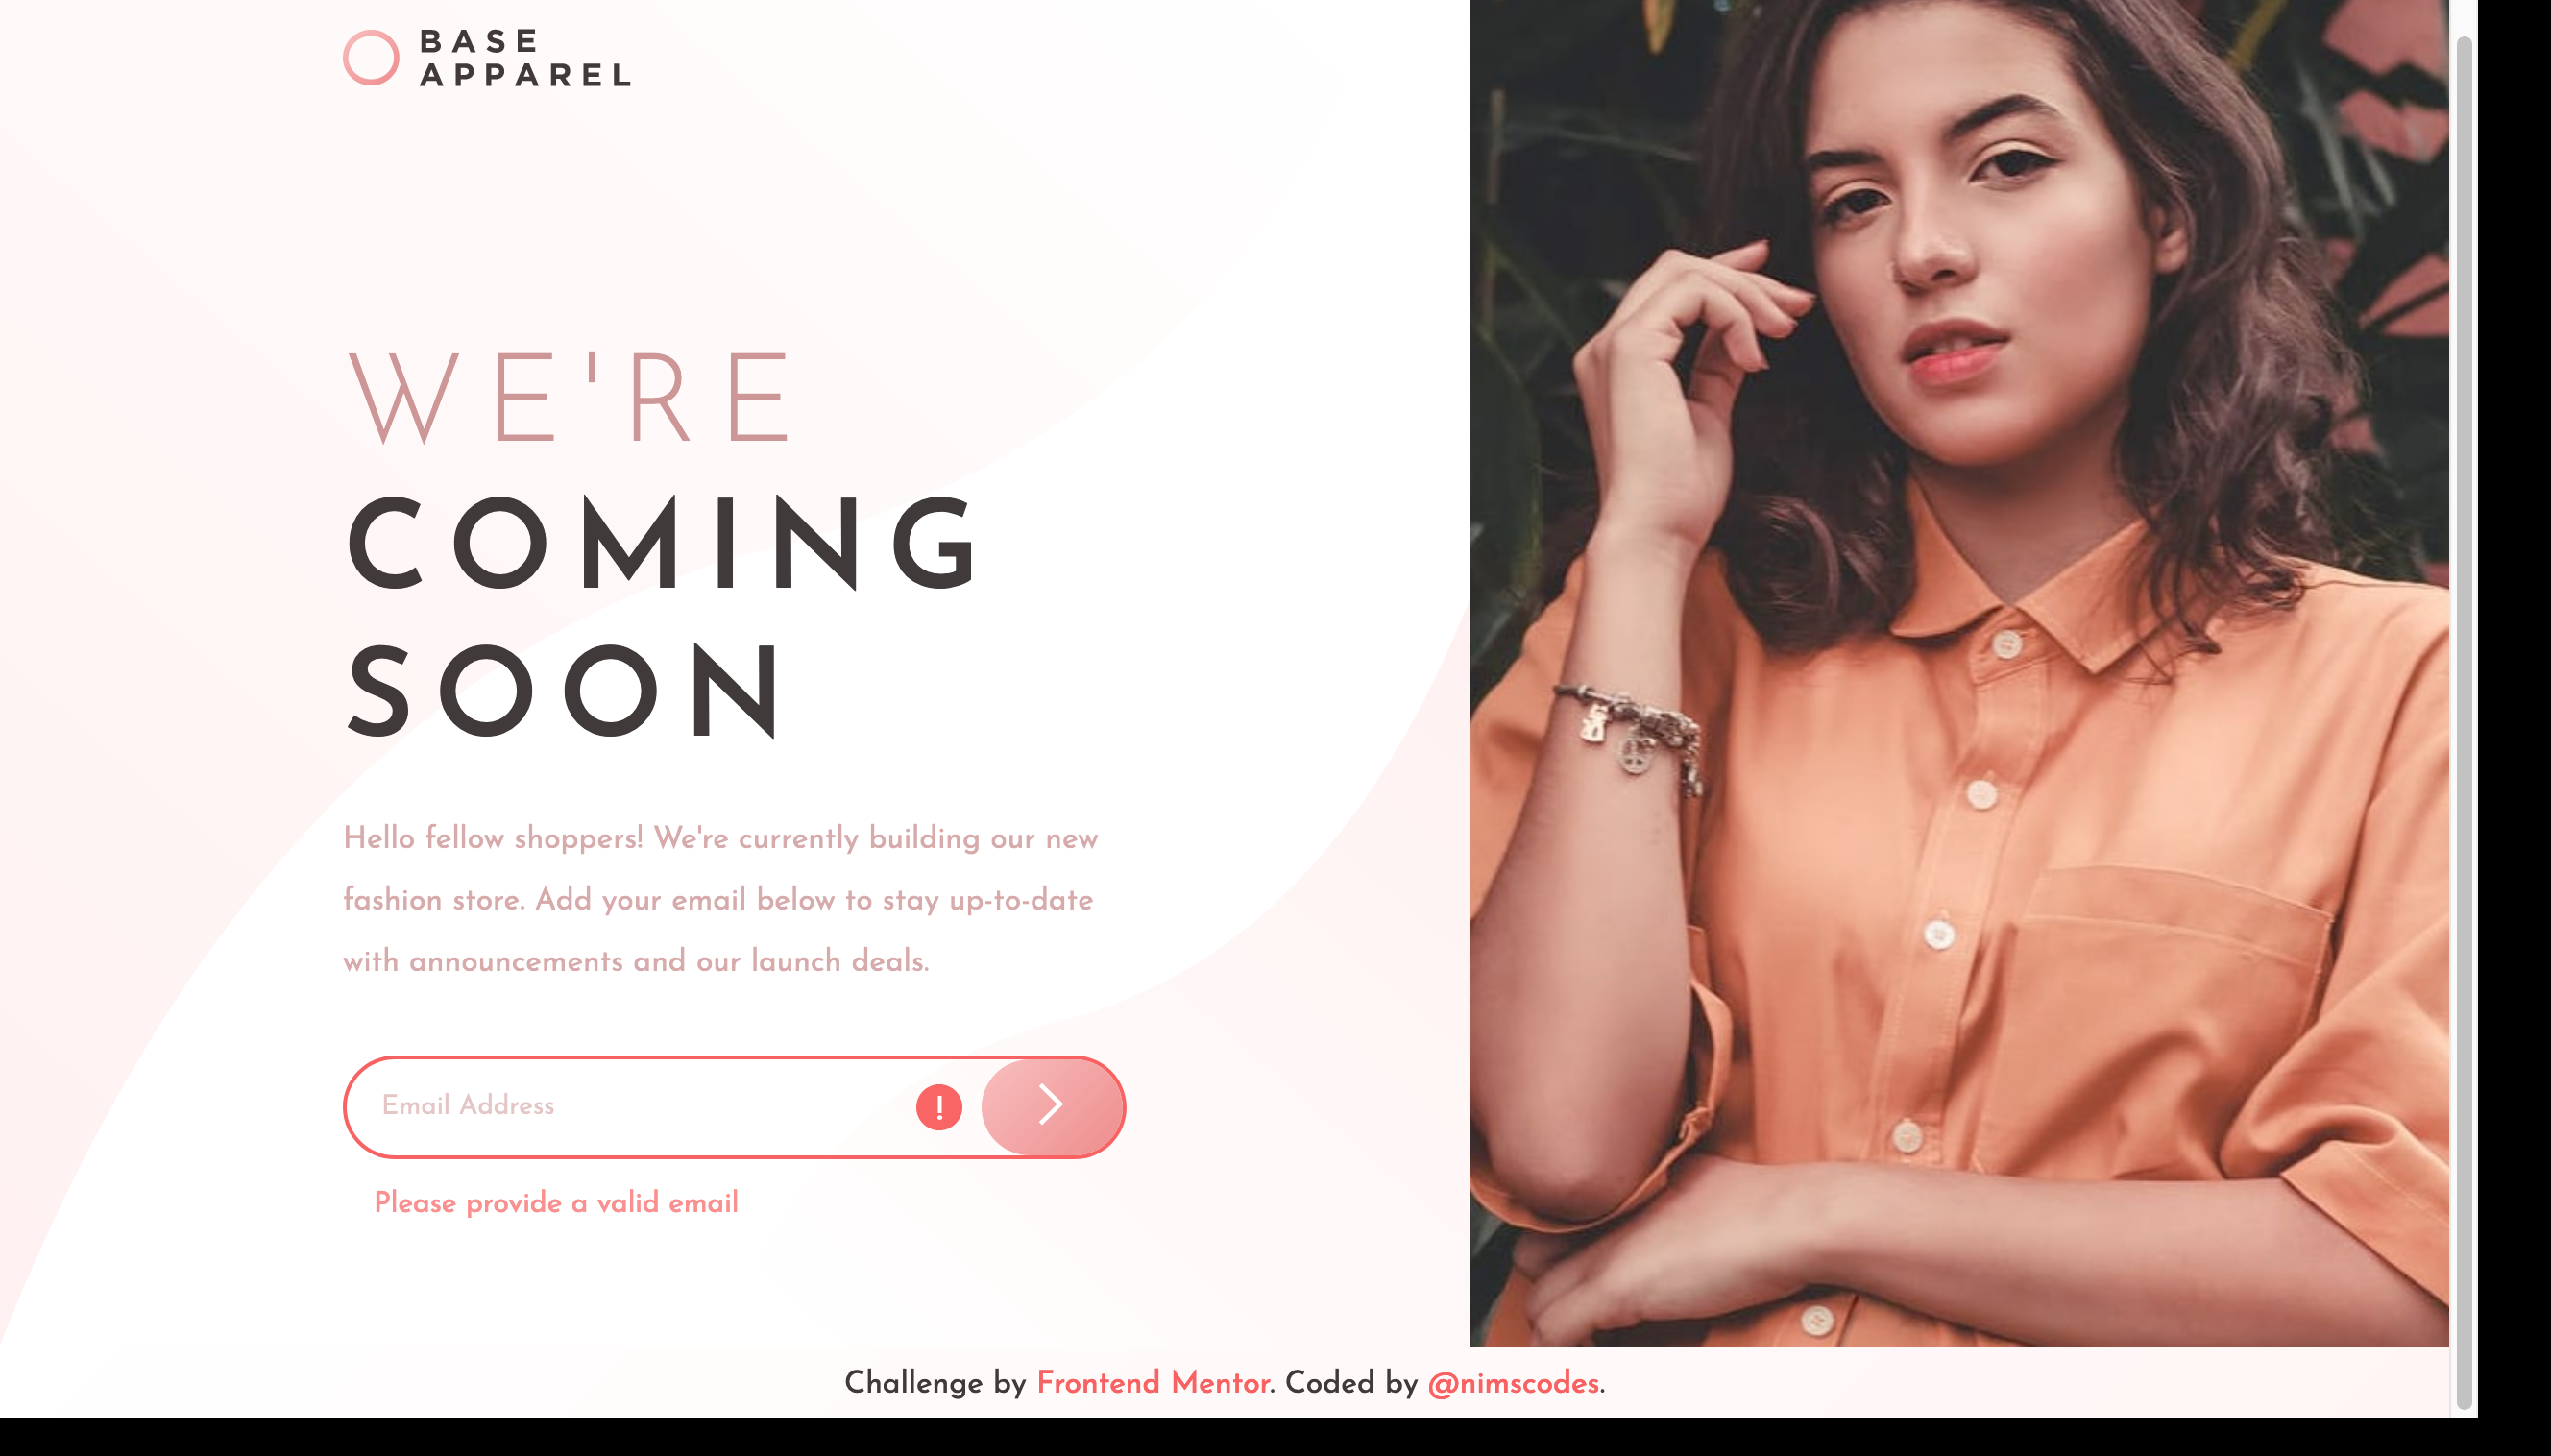 BASE
APPAREL
WE'RE
COMING
SOON
Hello fellow shoppers! We're currently building our new
fashion store. Add your email below to stay up-to-date
with announcements and our launch deals.
Email Address
!
Please provide a valid email
Challenge by Frontend Mentor. Coded by @nimscodes.